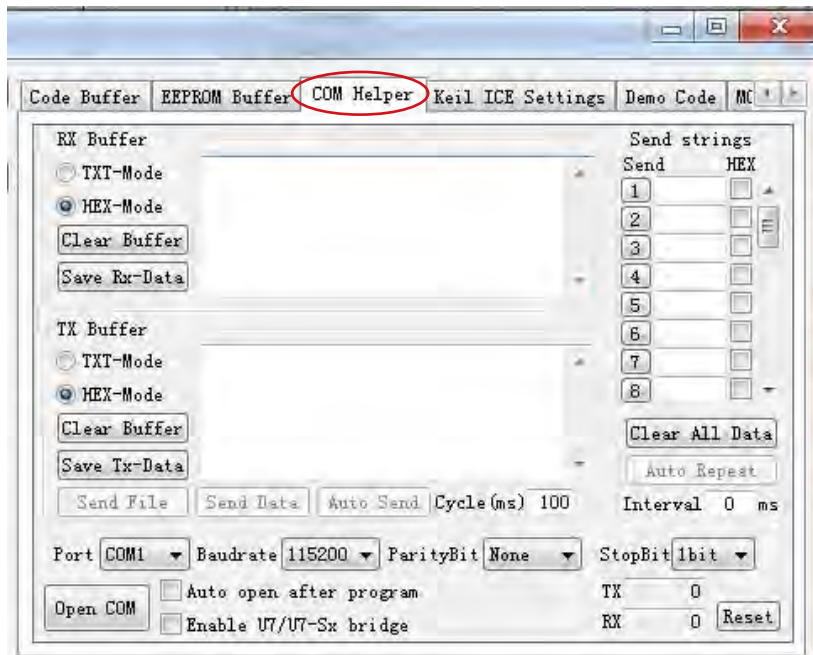 Code Buffer EEPROM Buffer COM Helper Keil ICE Settings Demo Code MC
RX Buffer
TXT-Mode
HEX-Mode
Clear Buffer
Save Rx-Data
Send strings
Send HEX
1
2
3
4
5
6
7
8
TX Buffer
TXT-Mode
HEX-Mode
Clear Buffer
Save Tx-Data
Clear All Data
Auto Repeat
Send File Send Data Auto Send Cycle(ms) 100
Interval 0 ms
Port COM1 Baudrate 115200 ParityBit None StopBit 1bit
Open COM
Auto open after program
Enable U7/U7-Sx bridge
TX 0
RX 0
Reset